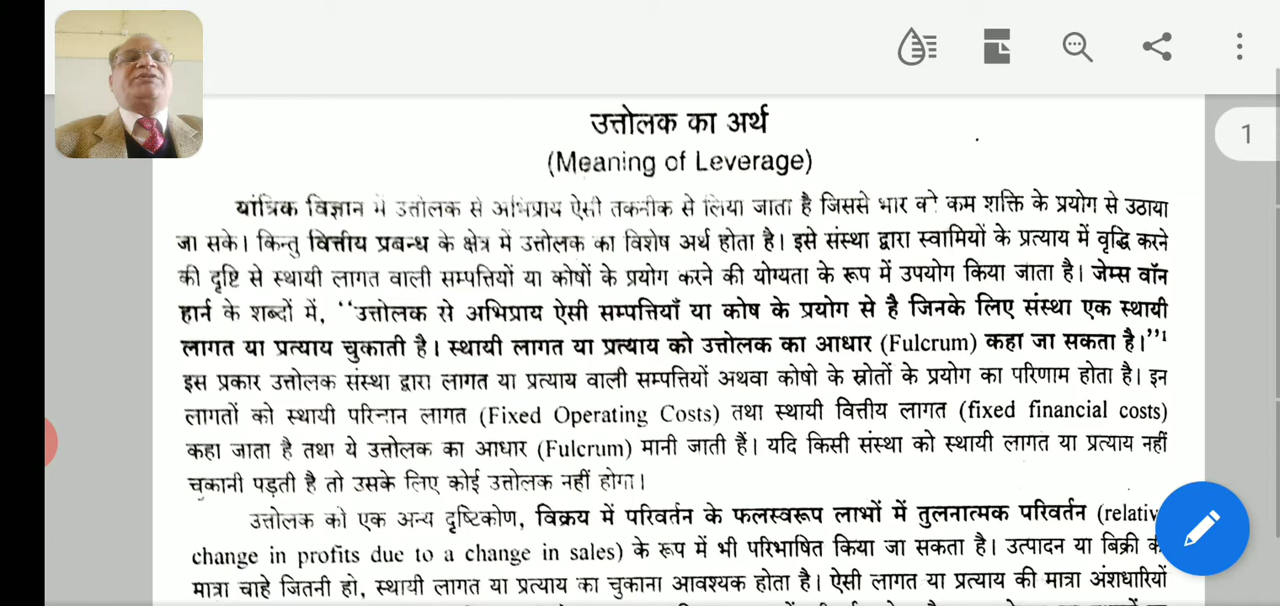 उत्तोलक का अर्थ
(Meaning of Leverage)
1
यांत्रिक विज्ञान में उत्तोलक से अभिप्राय ऐसी तकनीक से लिया जाता है जिससे भार को कम शक्ति के प्रयोग से उठाया
जा सके। किन्तु वित्तीय प्रबन्ध के क्षेत्र में उत्तोलक का विशेष अर्थ होता है। इसे संस्था द्वारा स्वामियों के प्रत्याय में वृद्धि करने
की दृष्टि से स्थायी लागत वाली सम्पत्तियों या कोषों के प्रयोग करने की योग्यता के रूप में उपयोग किया जाता है। जेम्स वॉन
हार्न के शब्दों में, ‘‘उत्तोलक से अभिप्राय ऐसी सम्पत्तियाँ या कोष के प्रयोग से है जिनके लिए संस्था एक स्थायी
लागत या प्रत्याय चुकाती है। स्थायी लागत या प्रत्याय को उत्तोलक का आधार (Fulcrum) कहा जा सकता है।’’¹
इस प्रकार उत्तोलक संस्था द्वारा लागत या प्रत्याय वाली सम्पत्तियों अथवा कोषो के स्रोतों के प्रयोग का परिणाम होता है। इन
लागतों को स्थायी परिचालन लागत (Fixed Operating Costs) तथा स्थायी वित्तीय लागत (fixed financial costs)
कहा जाता है तथा ये उत्तोलक का आधार (Fulcrum) मानी जाती हैं। यदि किसी संस्था को स्थायी लागत या प्रत्याय नहीं
चुकानी पड़ती है तो उसके लिए कोई उत्तोलक नहीं होगा।
उत्तोलक को एक अन्य दृष्टिकोण, विक्रय में परिवर्तन के फलस्वरूप लाभों में तुलनात्मक परिवर्तन (relativ
change in profits due to a change in sales) के रूप में भी परिभाषित किया जा सकता है। उत्पादन या बिक्री
मात्रा चाहे जितनी हो, स्थायी लागत या प्रत्याय का चुकाना आवश्यक होता है। ऐसी लागत या प्रत्याय की मात्रा अंशधारियों